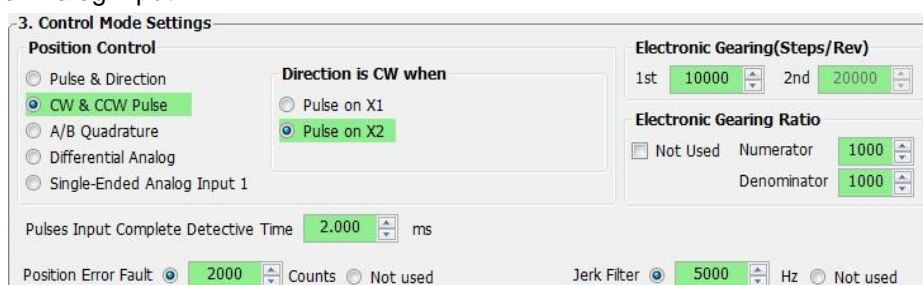 3. Control Mode Settings
Position Control
Pulse & Direction
CW & CCW Pulse
A/B Quadrature
Differential Analog
Single-Ended Analog Input 1
Direction is CW when
Pulse on X1
Pulse on X2
Electronic Gearing(Steps/Rev)
1st 10000 2nd 20000
Electronic Gearing Ratio
Not Used Numerator 1000
Denominator 1000
Pulses Input Complete Detective Time 2.000 ms
Position Error Fault 2000 Counts Not used Jerk Filter 5000 Hz Not used